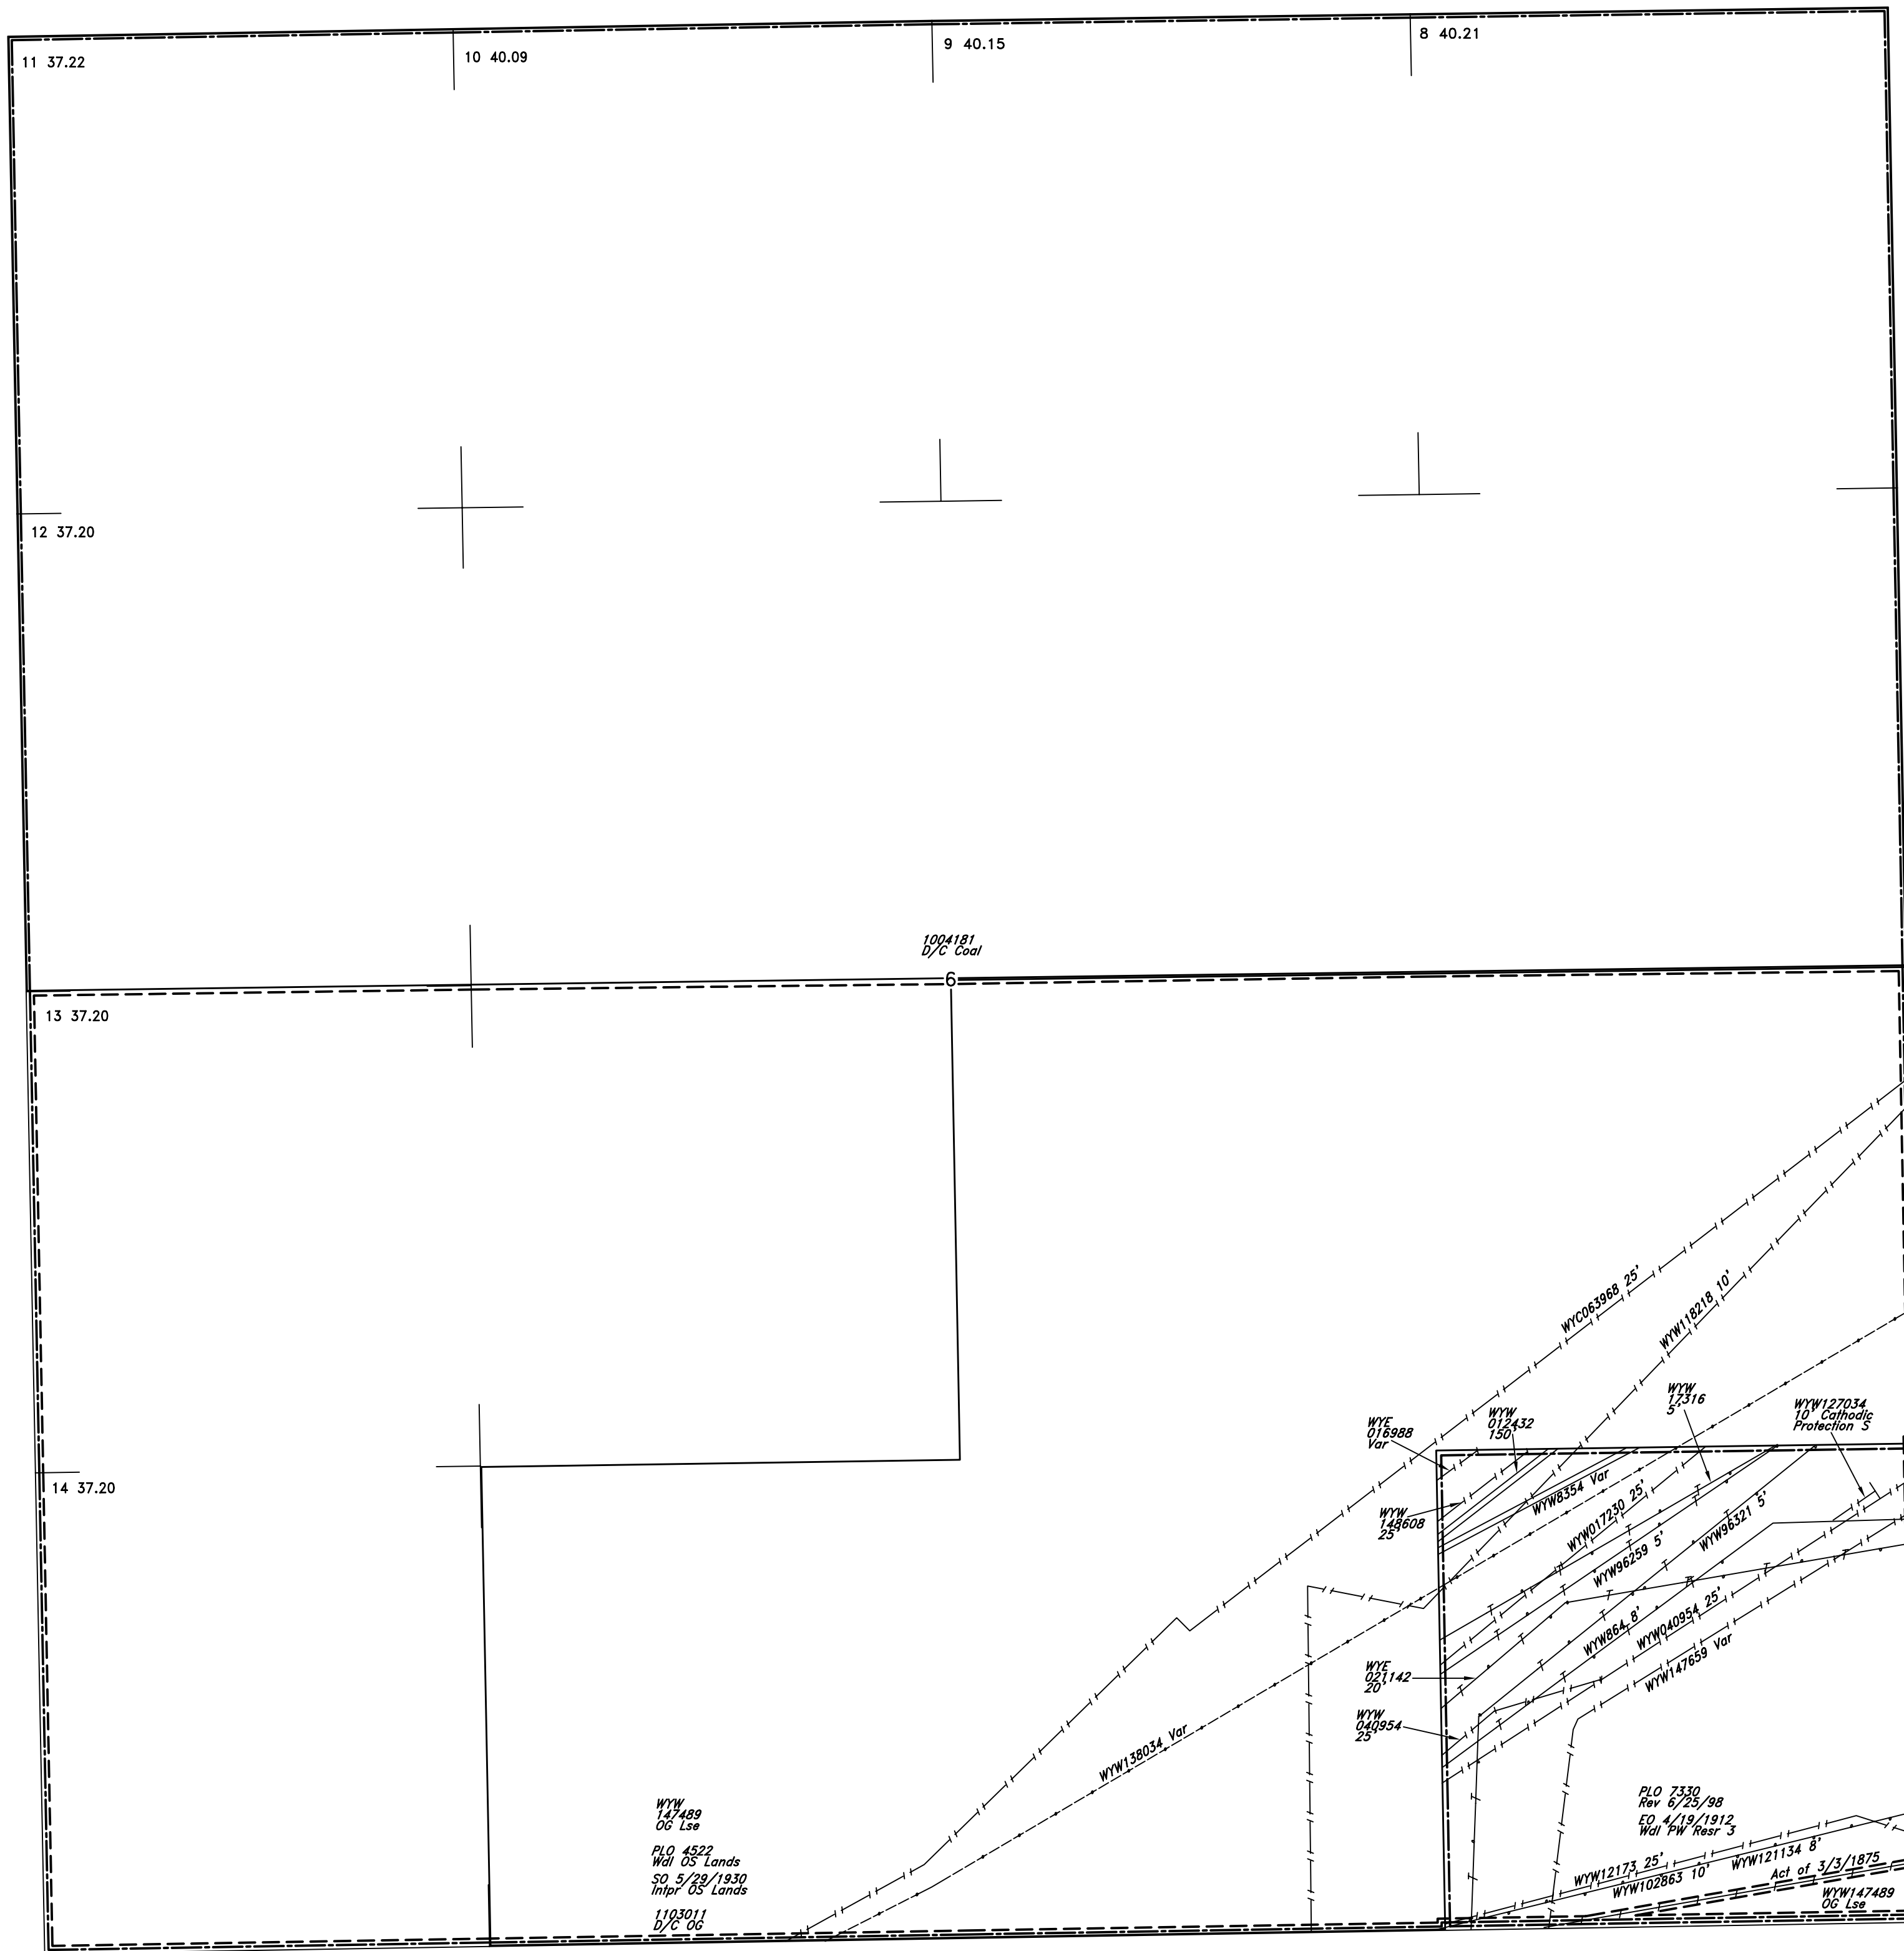 11 37.22
10 40.09
9 40.15
8 40.21
12 37.20
1004181
D/C Coal
6
13 37.20
WYC063968 25'
WYW118218 10'
WYW
17316
5'
WYW127034
10' Cathodic
Protection S
WYE
016988
Var
WYW
012432
150'
14 37.20
WYW8354 Var
WYW
148608
25'
WYW017230 25'
WYW96321 5'
WYW96259 5'
WYW864 8'
WYW040954 25'
WYW147659 Var
WYE
021142
20'
WYW
040954
25'
WYW138034 Var
WYW
147489
OG Lse
PLO 4522
Wdl OS Lands
SO 5/29/1930
Intpr OS Lands
1103011
D/C OG
PLO 7330
Rev 6/25/98
EO 4/19/1912
Wdl PW Resr 3
WYW12173 25'
WYW121134 8'
WYW102863 10'
Act of 3/3/1875
WYW147489
OG Lse